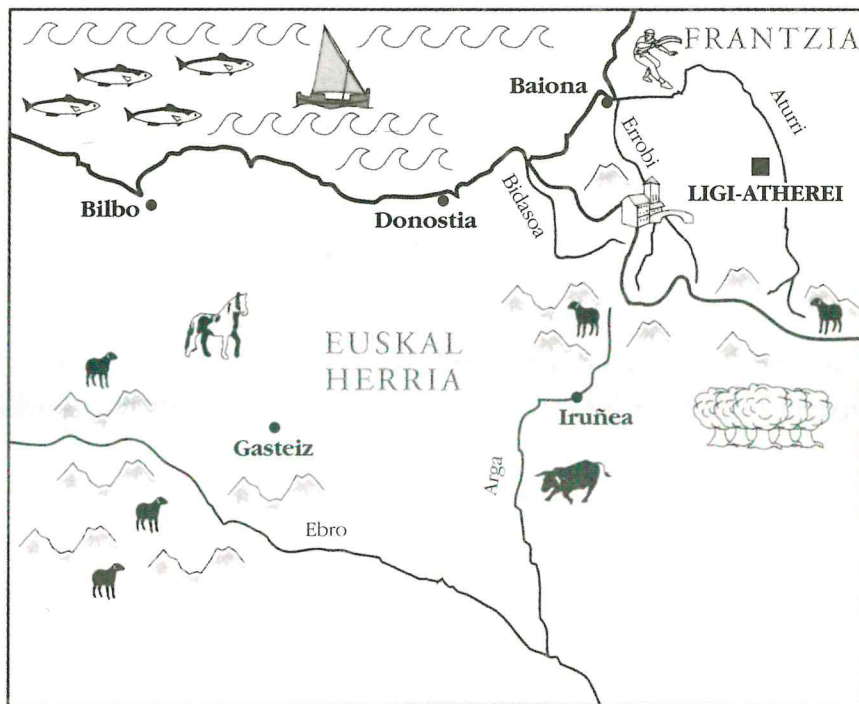 FRANTZIA
Baiona
Aturri
Errobi
LIGI-ATHEREI
Bilbo
Donostia
Bidasoa
EUSKAL
HERRIA
Iruñea
Gasteiz
Arga
Ebro